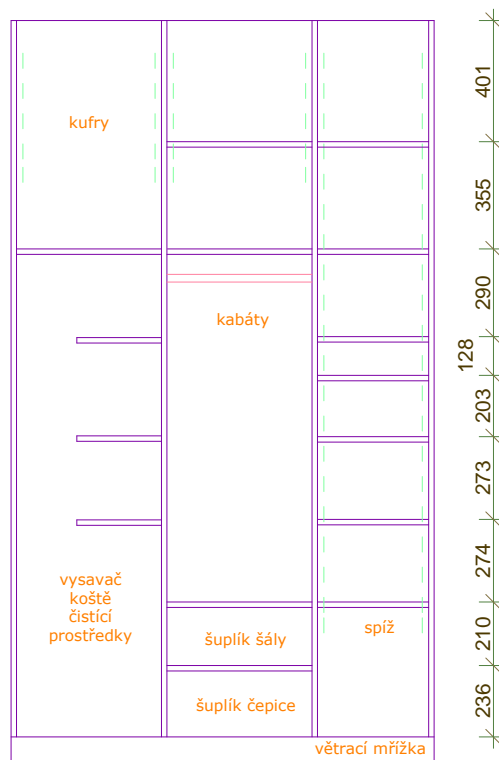 401
kufry
355
290
kabáty
128
203
273
274
vysavač
koště
čistící
prostředky
šuplík šály
spíž
210
šuplík čepice
236
větrací mřížka